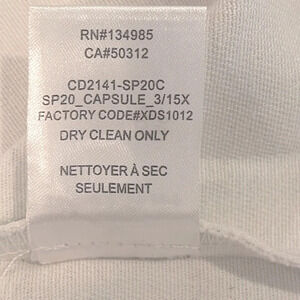 RN#134985
CA#50312
CD2141-SP20C
SP20_CAPSULE_3/15X
FACTORY CODE#XDS1012
DRY CLEAN ONLY
NETTOYER À SEC
SEULEMENT